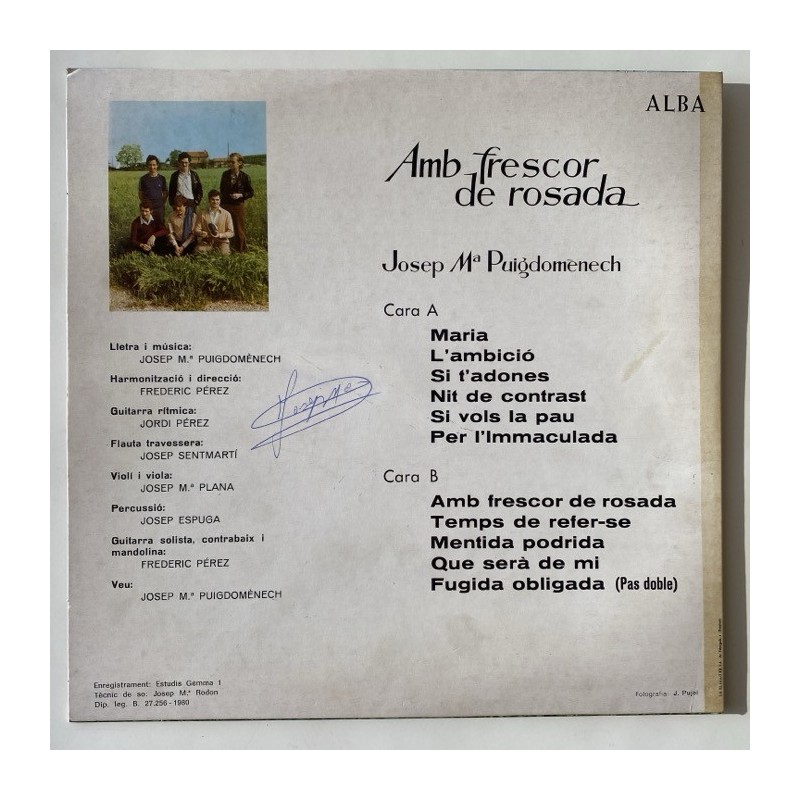 ALBA
Amb frescor
de rosada
Josep Mª Puigdomènech
Cara A
Maria
L'ambició
Si t'adones
Nit de contrast
Si vols la pau
Per l'Immaculada
Cara B
Amb frescor de rosada
Temps de refer-se
Mentida podrida
Que serà de mi
Fugida obligada (Pas doble)
Lletra i música:
JOSEP M.ª PUIGDOMÈNECH
Harmonització i direcció:
FREDERIC PÉREZ
Guitarra rítmica:
JORDI PÉREZ
Flauta travessera:
JOSEP SENTMARTÍ
Violí i viola:
JOSEP M.ª PLANA
Percussió:
JOSEP ESPUGA
Guitarra solista, contrabaix i
mandolina:
FREDERIC PÉREZ
Veu:
JOSEP M.ª PUIGDOMÈNECH
Josep Mª
Enregistrament: Estudis Gemma 1
Tècnic de so: Josep M.ª Rodon
Dip. leg. B. 27.256-1980
Fotografia: J. Pujol